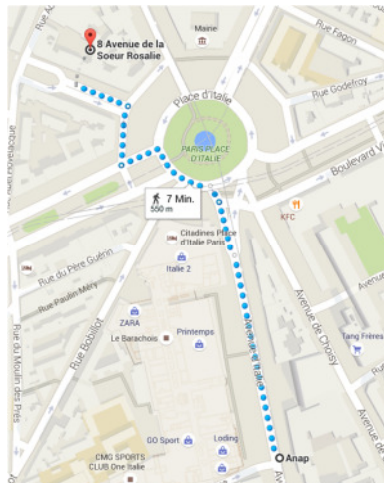 8 Avenue de la
Soeur Rosalie
Mairie
Rue Fagon
Place d'Italie
Rue Godefroy
PARIS PLACE
D'ITALIE
Boulevard
7 Min.
550 m
KFC
Citadines Place
d'Italie Paris
Rue du Père Guérin
Italie 2
Rue Paulin Méry
ZARA
Printemps
Le Barachois
Rue Bobillot
Avenue de Choisy
Tang Frères
Rue du Moulin des
Prés
GO Sport
Loding
CMG SPORTS
CLUB One Italie
Anap